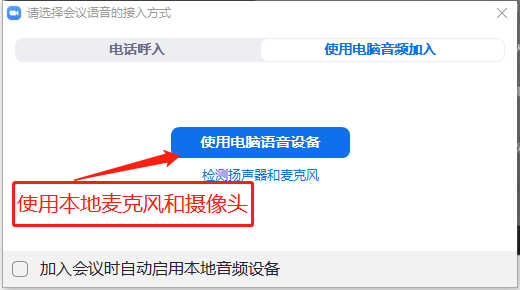 请选择会议语音的接入方式
电话呼入
使用电脑音频加入
使用电脑语音设备
检测扬声器和麦克风
使用本地麦克风和摄像头
加入会议时自动启用本地音频设备